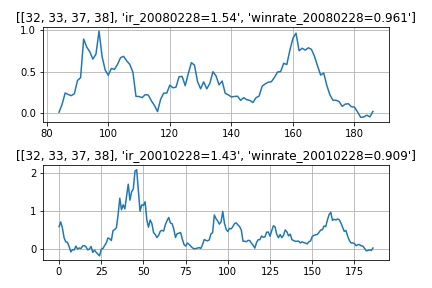 [[32, 33, 37, 38], 'ir_20080228=1.54', 'winrate_20080228=0.961']
1.0
0.5
0.0
80 100 120 140 160 180
[[32, 33, 37, 38], 'ir_20010228=1.43', 'winrate_20010228=0.909']
2
1
0
0 25 50 75 100 125 150 175